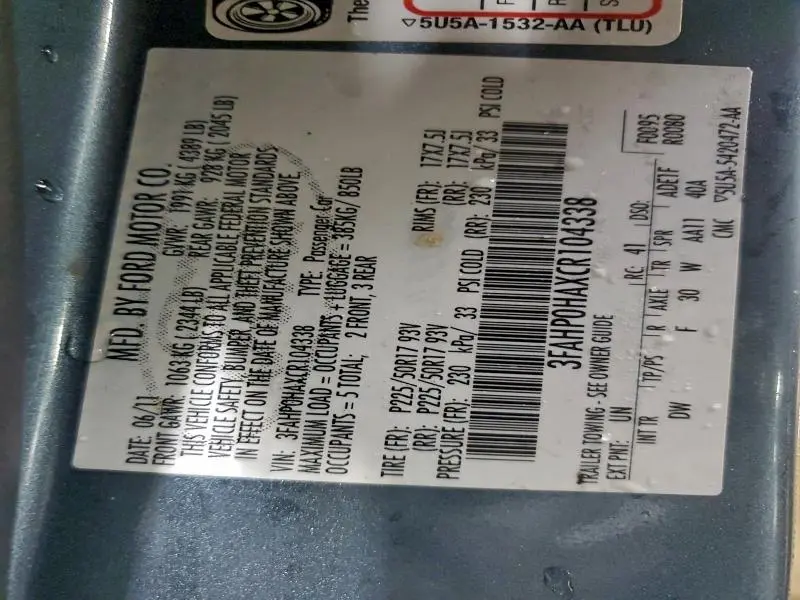 The
▽5U5A-1532-AA (TLU)
MFD. BY FORD MOTOR CO.
DATE: 06/11 GVWR: 1991 KG ( 4389 LB)
FRONT GAWR: 1063 KG ( 2344 LB) REAR GAWR: 928 KG ( 2045 LB)
THIS VEHICLE CONFORMS TO ALL APPLICABLE FEDERAL MOTOR
VEHICLE SAFETY, BUMPER, AND THEFT PREVENTION STANDARDS
IN EFFECT ON THE DATE OF MANUFACTURE SHOWN ABOVE.
VIN: 3FAHP0HAXCR104338 TYPE: Passenger Car
MAXIMUM LOAD = OCCUPANTS + LUGGAGE = 385KG/ 850LB
OCCUPANTS = 5 TOTAL; 2 FRONT, 3 REAR
TIRE (FR): P225/50R17 93V RIMS (FR): 17X7.5J
(RR): P225/50R17 93V (RR): 17X7.5J
PRESSURE (FR): 230 kPa/ 33 PSI COLD (RR): 230 kPa/ 33 PSI COLD
3FAHP0HAXCR104338
TRAILER TOWING - SEE OWNER GUIDE
EXT PNT: UN RC: 41 DSO: F0085
R0080
INT TR TP/PS R AXLE TR SPR ADETF
DW F 30 W AA11 40A
CMC ▽5U5A-5420472-AA